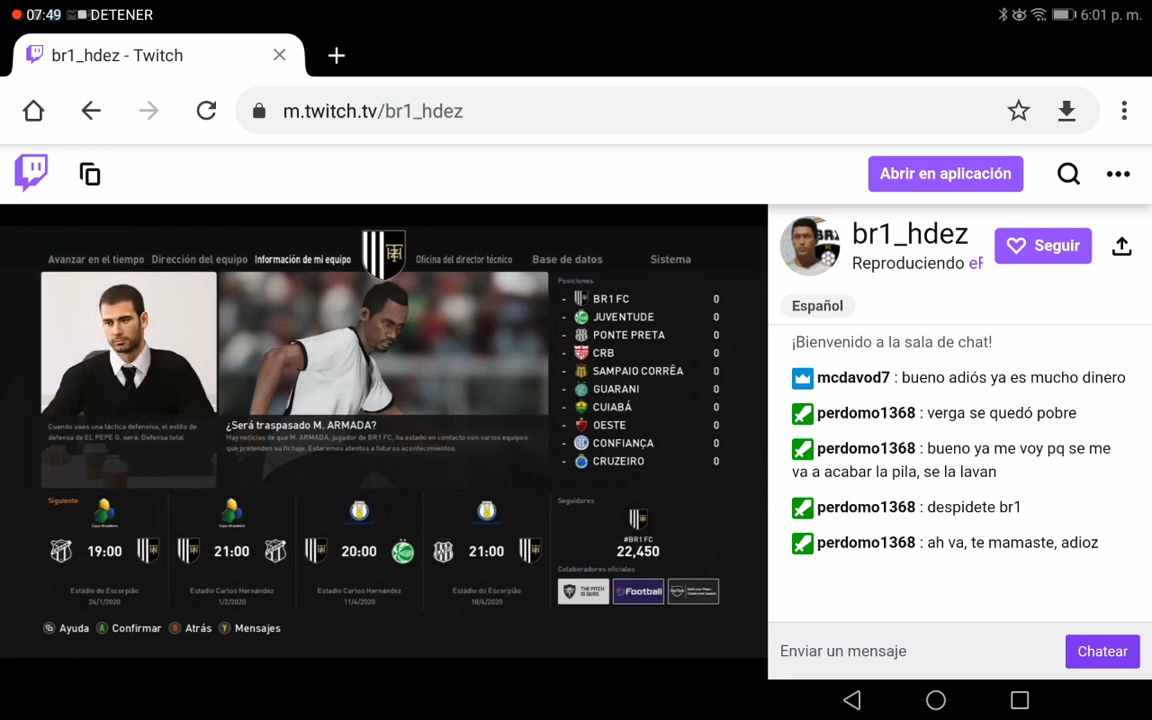 07:49 DETENER
6:01 p. m.
br1_hdez - Twitch
m.twitch.tv/br1_hdez
Abrir en aplicación
br1_hdez
Seguir
Reproduciendo eF
Español
¡Bienvenido a la sala de chat!
mcdavod7 : bueno adiós ya es mucho dinero
perdomo1368 : verga se quedó pobre
perdomo1368 : bueno ya me voy pq se me
va a acabar la pila, se la lavan
perdomo1368 : despidete br1
perdomo1368 : ah va, te mamaste, adioz
Enviar un mensaje
Chatear
Avanzar en el tiempo Dirección del equipo Información de mi equipo Oficina del director técnico Base de datos Sistema
Cuando uses una táctica defensiva, el estilo de
defensa de EL PEPE G. será: Defensa total
¿Será traspasado M. ARMADA?
Hay noticias de que M. ARMADA, jugador de BR1 FC, ha estado en contacto con varios equipos
que pretenden su fichaje. Estaremos atentos a futuros acontecimientos.
Posiciones
- BR1 FC 0
- JUVENTUDE 0
- PONTE PRETA 0
- CRB 0
- SAMPAIO CORRÊA 0
- GUARANI 0
- CUIABÁ 0
- OESTE 0
- CONFIANÇA 0
- CRUZEIRO 0
Siguiente
19:00
Estádio do Escorpião
24/1/2020
21:00
Estadio Carlos Hernández
1/2/2020
20:00
Estadio Carlos Hernández
11/4/2020
21:00
Estádio do Escorpião
18/4/2020
Seguidores
#BR1 FC
22,450
Colaboradores oficiales
THE PITCH
IS OURS
eFootball
Ayuda A Confirmar B Atrás Y Mensajes